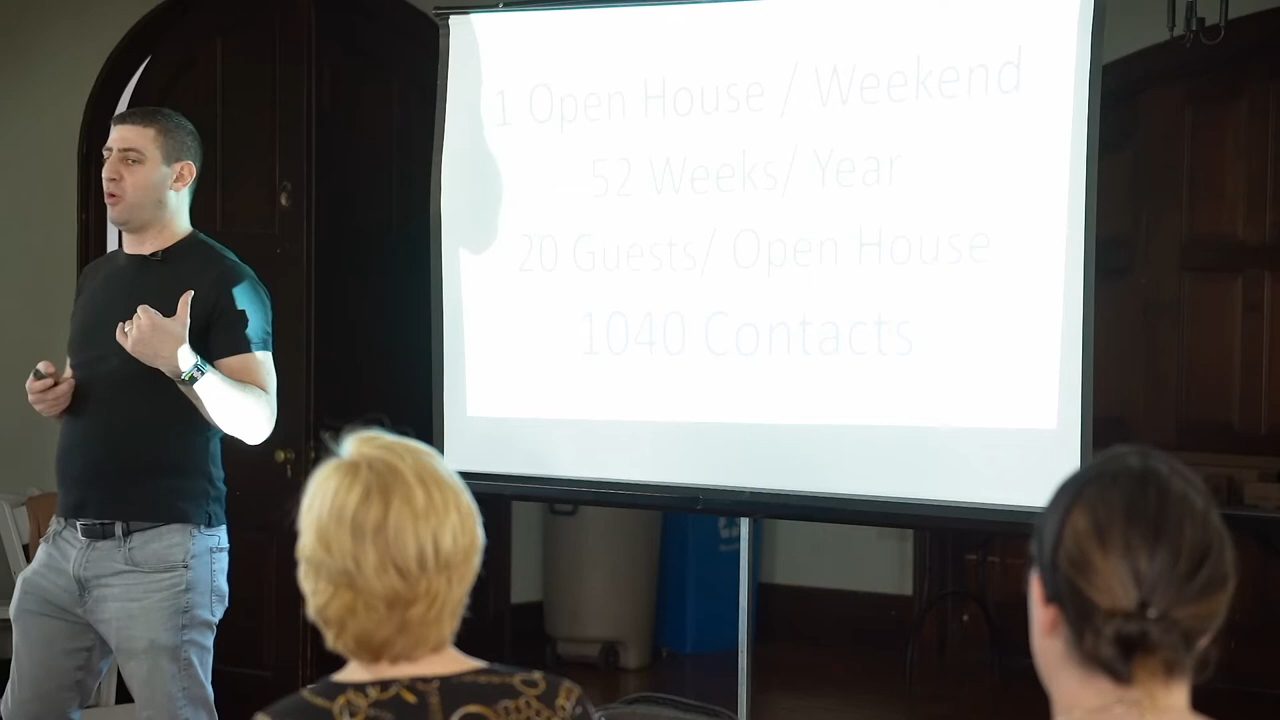 1 Open House / Weekend
52 Weeks/ Year
20 Guests/ Open House
1040 Contacts